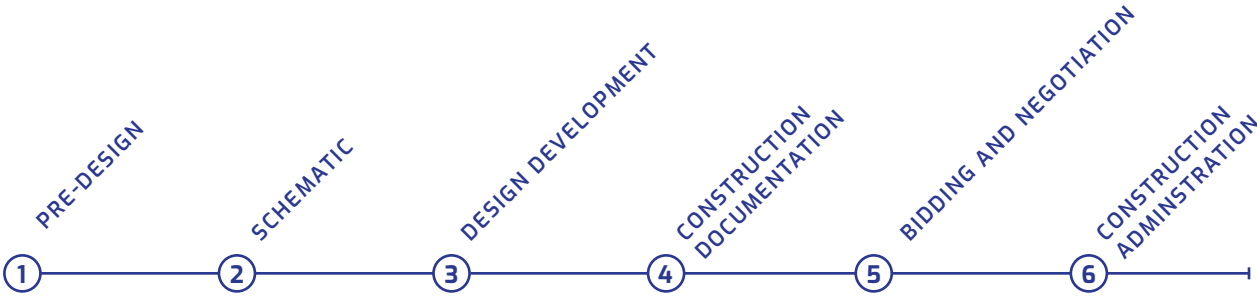 PRE-DESIGN
SCHEMATIC
DESIGN DEVELOPMENT
CONSTRUCTION
DOCUMENTATION
BIDDING AND NEGOTIATION
CONSTRUCTION
ADMINSTRATION
1
2
3
4
5
6